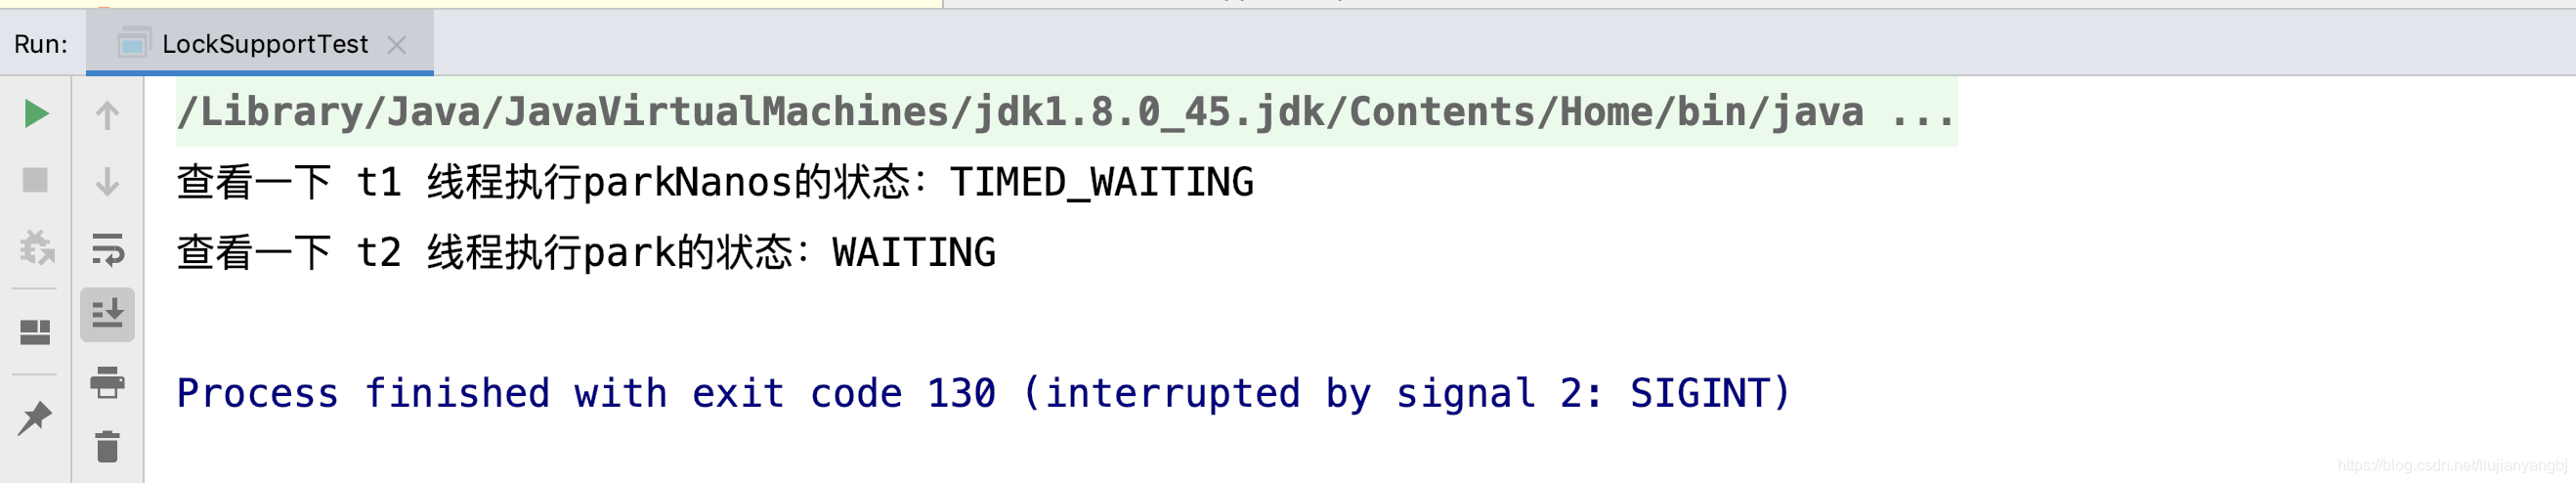 Run: LockSupportTest
/Library/Java/JavaVirtualMachines/jdk1.8.0_45.jdk/Contents/Home/bin/java ...
查看一下 t1 线程执行parkNanos的状态：TIMED_WAITING
查看一下 t2 线程执行park的状态：WAITING
Process finished with exit code 130 (interrupted by signal 2: SIGINT)
https://blog.csdn.net/liujianyangbj